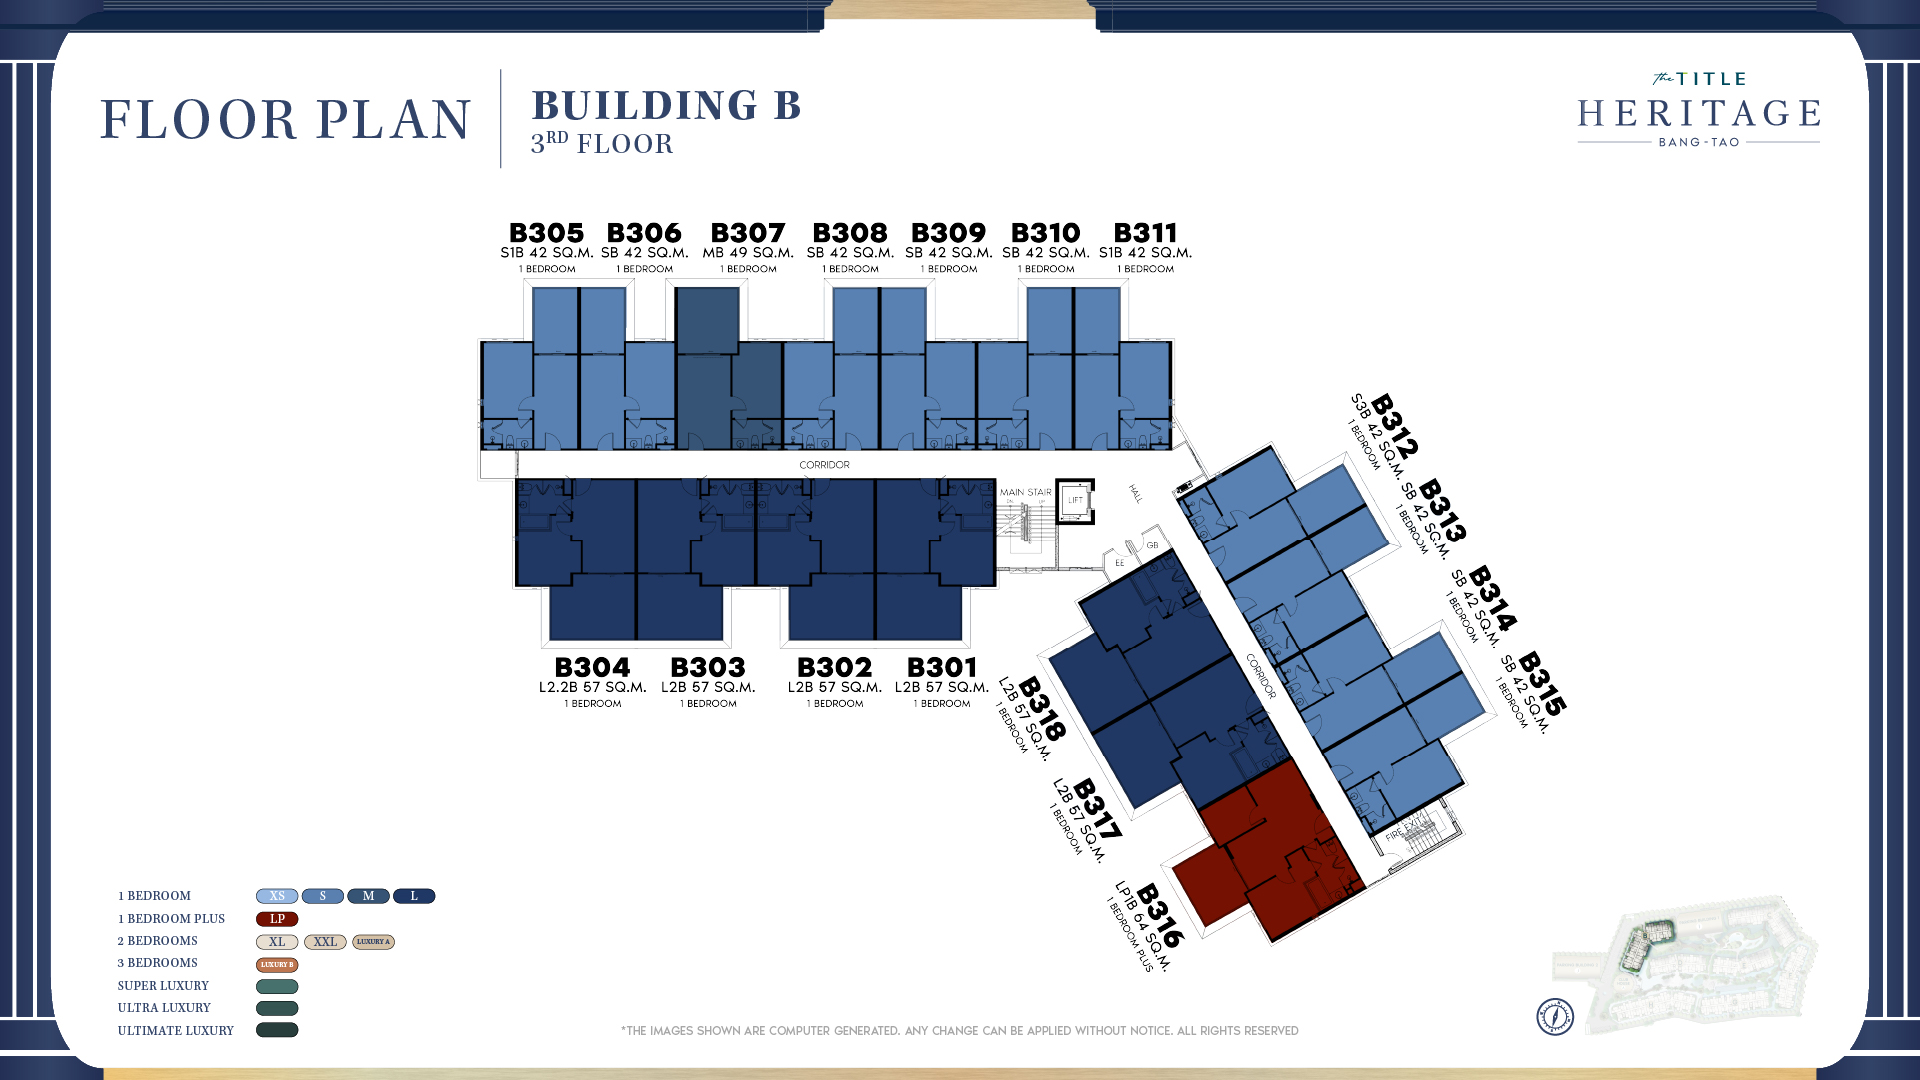 FLOOR PLAN
BUILDING B
3RD FLOOR
the TITLE
HERITAGE
BANG-TAO
B305
S1B 42 SQ.M.
1 BEDROOM
B306
SB 42 SQ.M.
1 BEDROOM
B307
MB 49 SQ.M.
1 BEDROOM
B308
SB 42 SQ.M.
1 BEDROOM
B309
SB 42 SQ.M.
1 BEDROOM
B310
SB 42 SQ.M.
1 BEDROOM
B311
S1B 42 SQ.M.
1 BEDROOM
CORRIDOR
MAIN STAIR
LIFT
HALL
GB
EE
B312
S3B 42 SQ.M.
1 BEDROOM
B313
SB 42 SQ.M.
1 BEDROOM
B314
SB 42 SQ.M.
1 BEDROOM
B315
SB 42 SQ.M.
1 BEDROOM
CORRIDOR
FIRE EXIT
B304
L2.2B 57 SQ.M.
1 BEDROOM
B303
L2B 57 SQ.M.
1 BEDROOM
B302
L2B 57 SQ.M.
1 BEDROOM
B301
L2B 57 SQ.M.
1 BEDROOM
B318
L2B 57 SQ.M.
1 BEDROOM
B317
L2B 57 SQ.M.
1 BEDROOM
B316
LP1B 64 SQ.M.
1 BEDROOM PLUS
1 BEDROOM XS S M L
1 BEDROOM PLUS LP
2 BEDROOMS XL XXL LUXURY A
3 BEDROOMS LUXURY B
SUPER LUXURY
ULTRA LUXURY
ULTIMATE LUXURY
*THE IMAGES SHOWN ARE COMPUTER GENERATED. ANY CHANGE CAN BE APPLIED WITHOUT NOTICE. ALL RIGHTS RESERVED